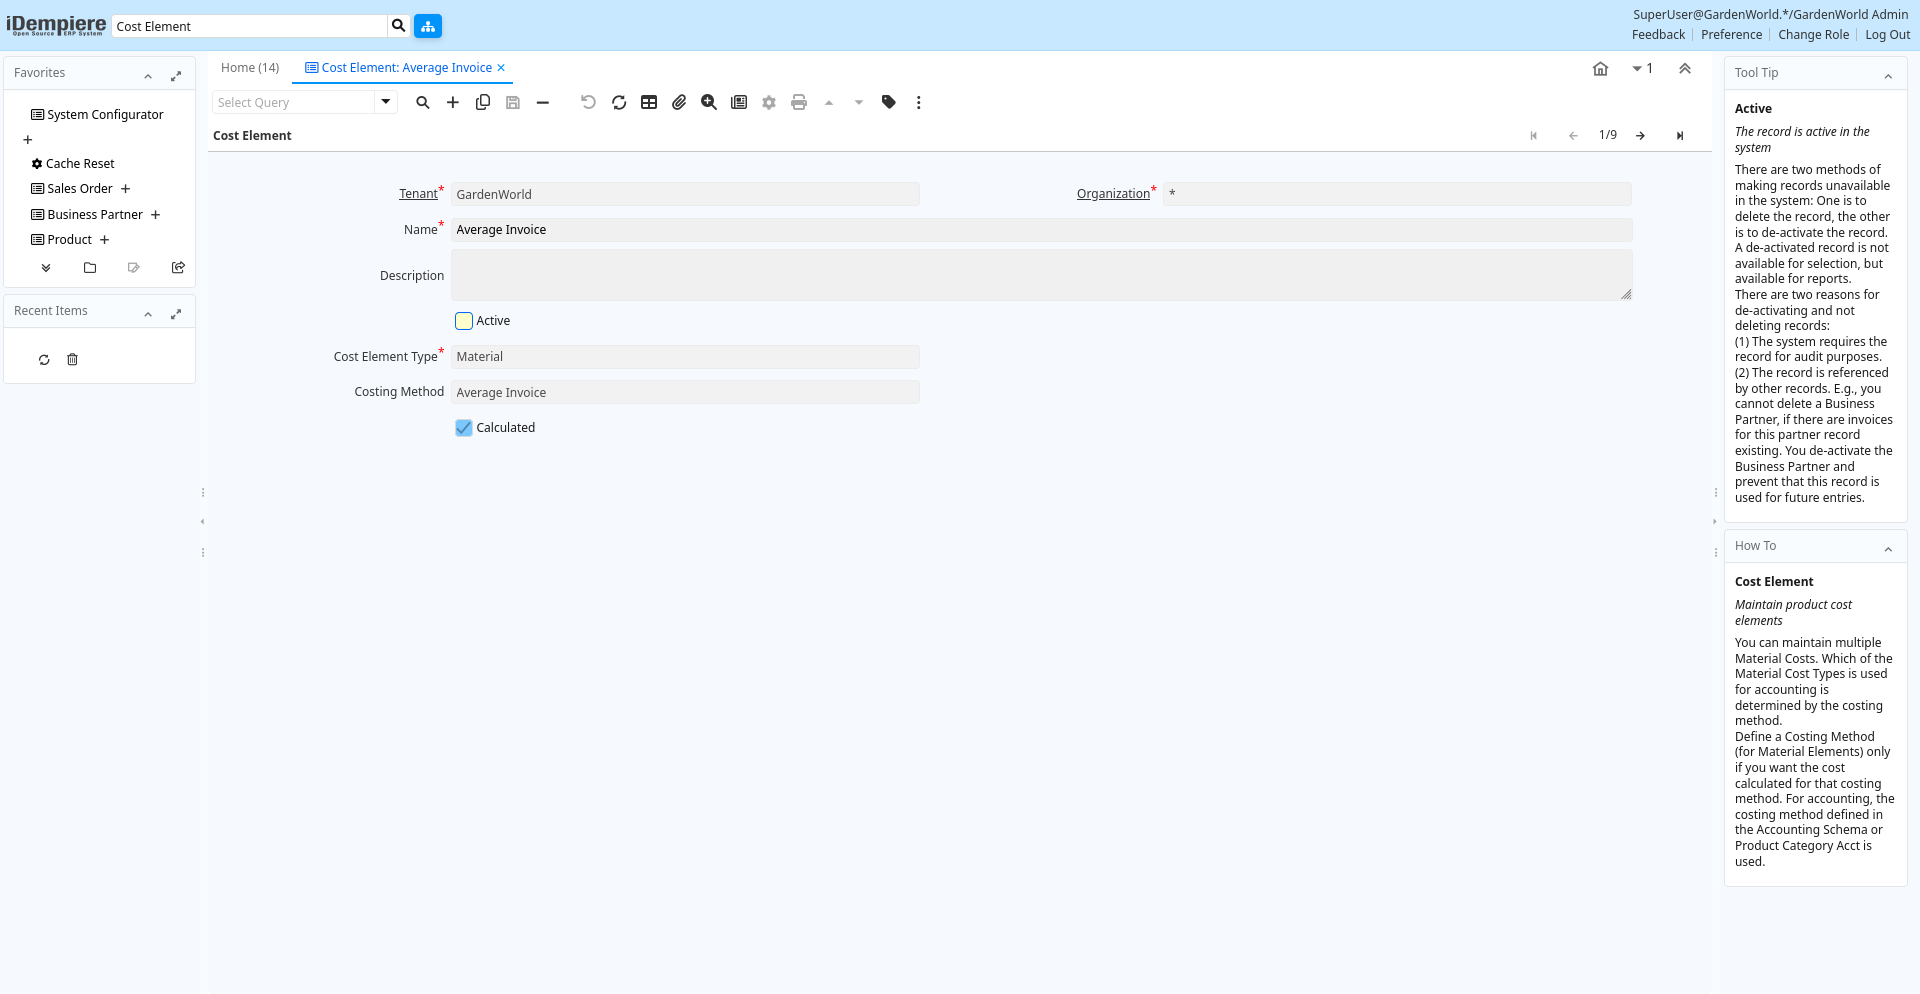 iDempiere
Open Source ERP System
Cost Element
SuperUser@GardenWorld.*/GardenWorld Admin
Feedback
Preference
Change Role
Log Out
Favorites
System Configurator
Cache Reset
Sales Order
Business Partner
Product
Recent Items
Home (14)
Cost Element: Average Invoice
1
Select Query
Cost Element
1/9
Tenant*
GardenWorld
Organization*
*
Name*
Average Invoice
Description
Active
Cost Element Type*
Material
Costing Method
Average Invoice
Calculated
Tool Tip
Active
The record is active in the
system
There are two methods of
making records unavailable
in the system: One is to
delete the record, the other
is to de-activate the record.
A de-activated record is not
available for selection, but
available for reports.
There are two reasons for
de-activating and not
deleting records:
(1) The system requires the
record for audit purposes.
(2) The record is referenced
by other records. E.g., you
cannot delete a Business
Partner, if there are invoices
for this partner record
existing. You de-activate the
Business Partner and
prevent that this record is
used for future entries.
How To
Cost Element
Maintain product cost
elements
You can maintain multiple
Material Costs. Which of the
Material Cost Types is used
for accounting is
determined by the costing
method.
Define a Costing Method
(for Material Elements) only
if you want the cost
calculated for that costing
method. For accounting, the
costing method defined in
the Accounting Schema or
Product Category Acct is
used.